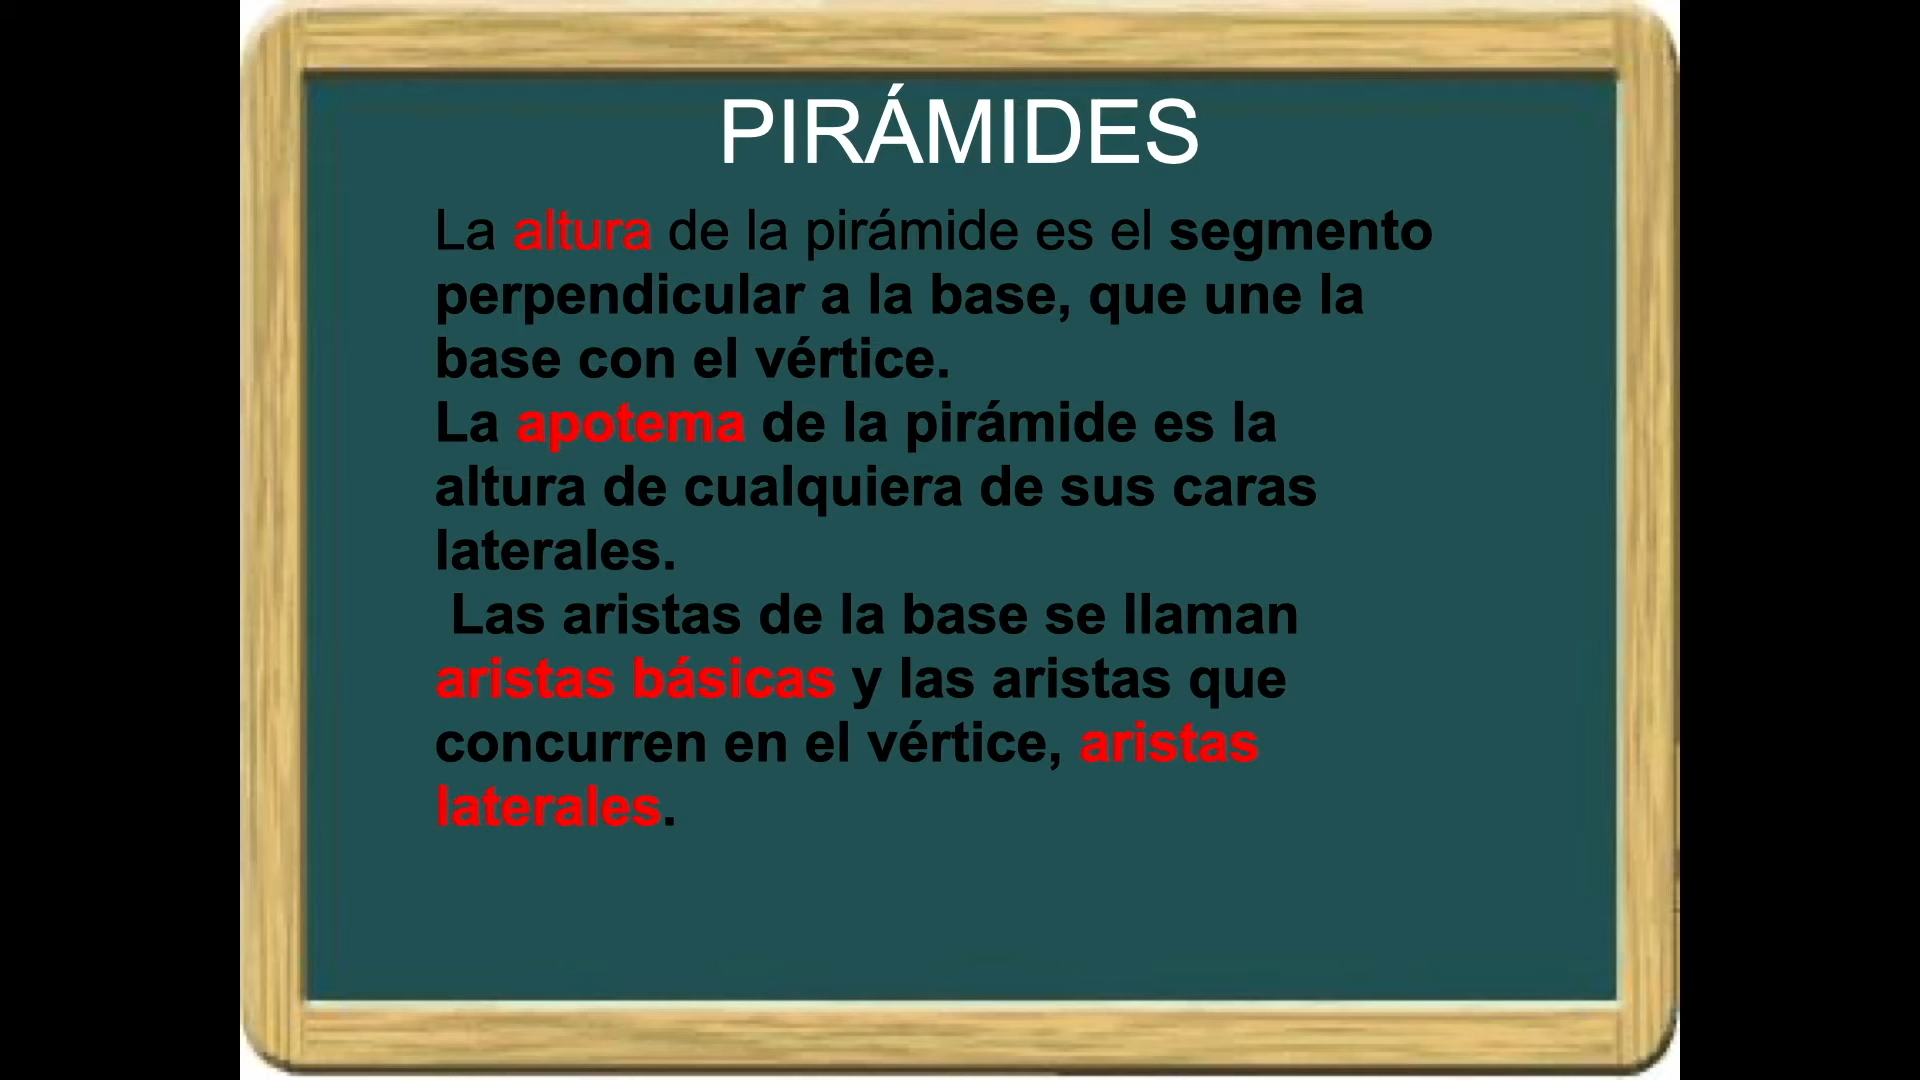 PIRÁMIDES
La altura de la pirámide es el segmento
perpendicular a la base, que une la
base con el vértice.
La apotema de la pirámide es la
altura de cualquiera de sus caras
laterales.
Las aristas de la base se llaman
aristas básicas y las aristas que
concurren en el vértice, aristas
laterales.